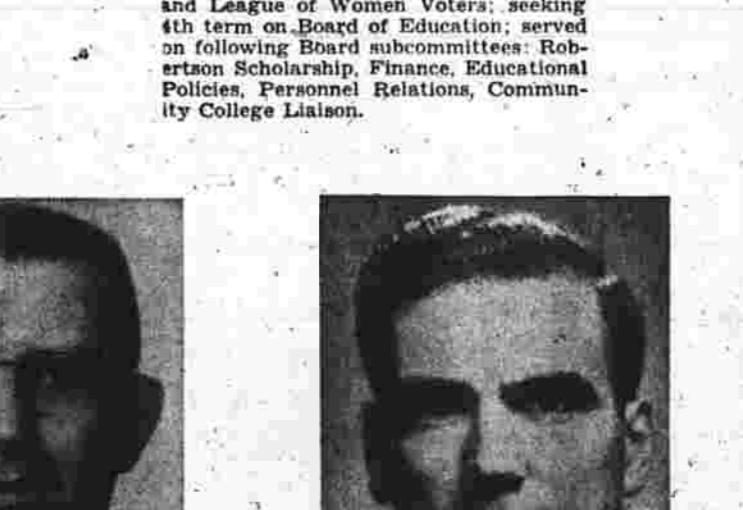 and League of Women Voters; seeking
4th term on Board of Education; served
on following Board subcommittees: Rob-
ertson Scholarship, Finance, Educational
Policies, Personnel Relations, Commun-
ity College Liaison.